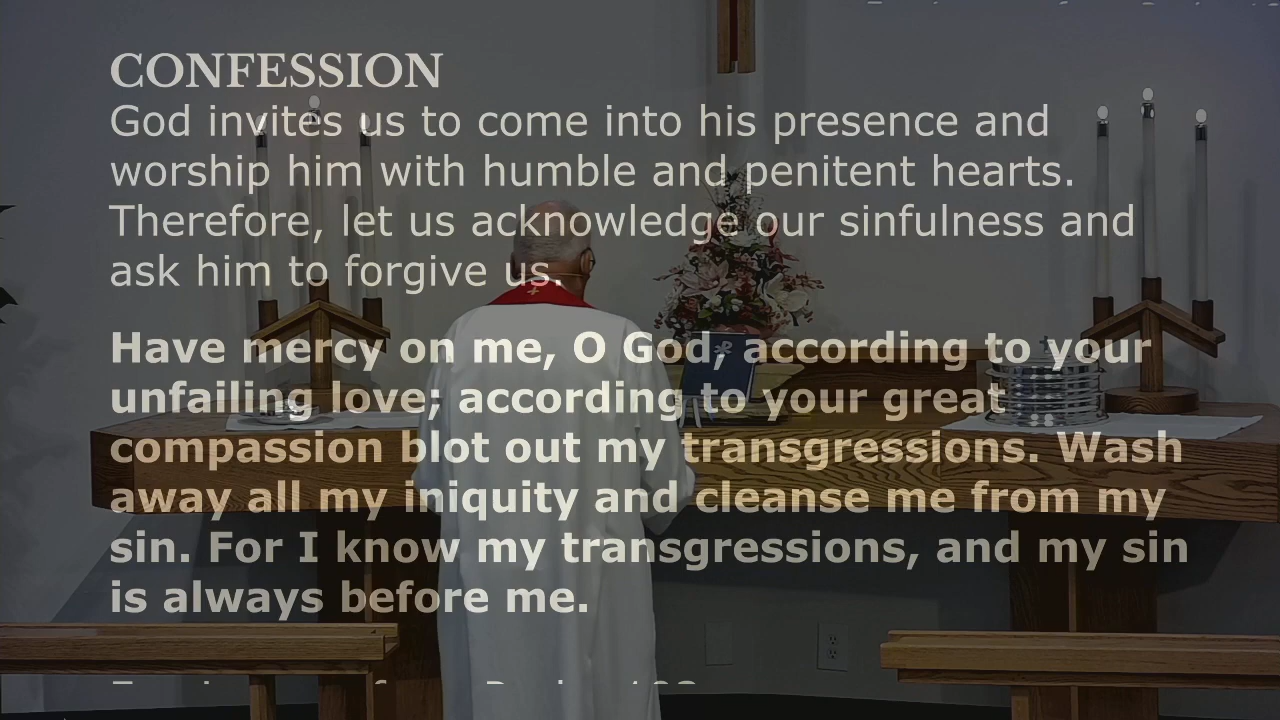 CONFESSION
God invites us to come into his presence and
worship him with humble and penitent hearts.
Therefore, let us acknowledge our sinfulness and
ask him to forgive us.
Have mercy on me, O God, according to your
unfailing love; according to your great
compassion blot out my transgressions. Wash
away all my iniquity and cleanse me from my
sin. For I know my transgressions, and my sin
is always before me.